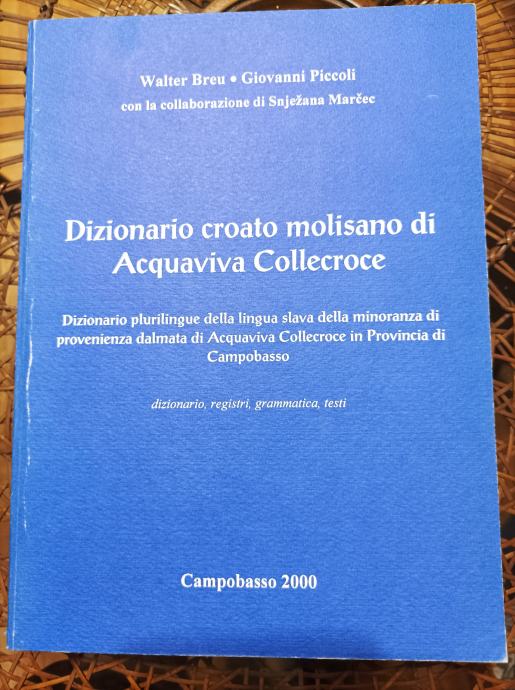 Walter Breu • Giovanni Piccoli
con la collaborazione di Snježana Marčec
Dizionario croato molisano di
Acquaviva Collecroce
Dizionario plurilingue della lingua slava della minoranza di
provenienza dalmata di Acquaviva Collecroce in Provincia di
Campobasso
dizionario, registri, grammatica, testi
Campobasso 2000